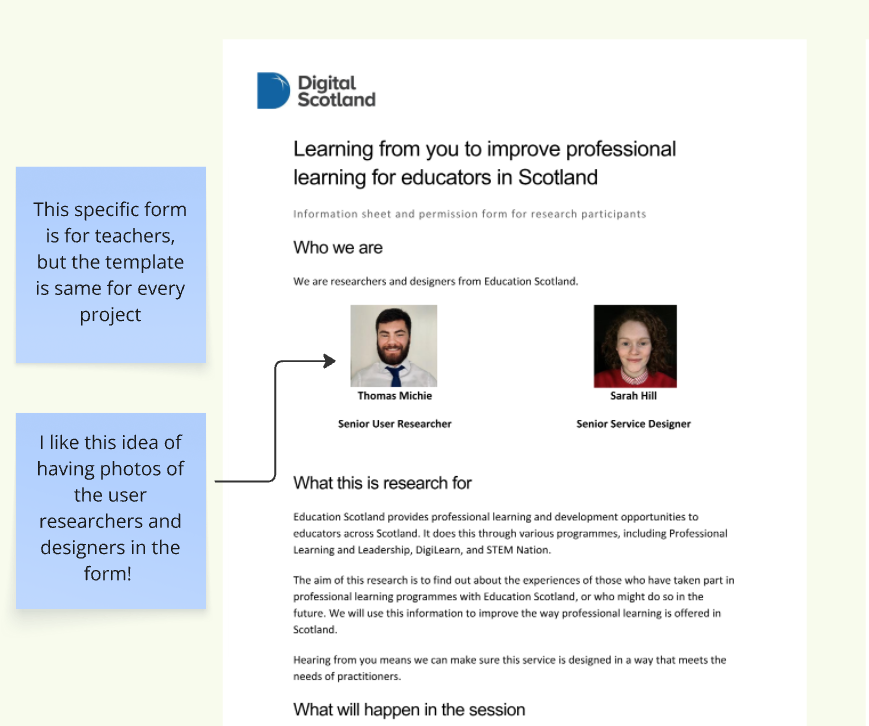 Digital
Scotland
Learning from you to improve professional
learning for educators in Scotland
Information sheet and permission form for research participants
Who we are
We are researchers and designers from Education Scotland.
Thomas Michie
Senior User Researcher
Sarah Hill
Senior Service Designer
What this is research for
Education Scotland provides professional learning and development opportunities to
educators across Scotland. It does this through various programmes, including Professional
Learning and Leadership, DigiLearn, and STEM Nation.
The aim of this research is to find out about the experiences of those who have taken part in
professional learning programmes with Education Scotland, or who might do so in the
future. We will use this information to improve the way professional learning is offered in
Scotland.
Hearing from you means we can make sure this service is designed in a way that meets the
needs of practitioners.
What will happen in the session
This specific form
is for teachers,
but the template
is same for every
project
I like this idea of
having photos of
the user
researchers and
designers in the
form!